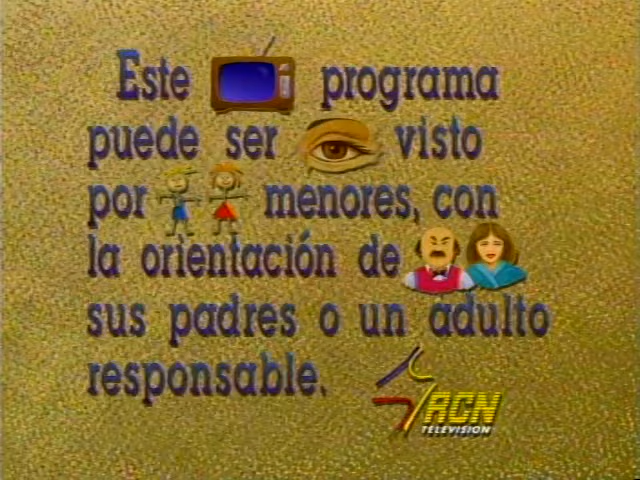 Este programa
puede ser visto
por menores, con
la orientación de
sus padres o un adulto
responsable.
RCN
TELEVISION